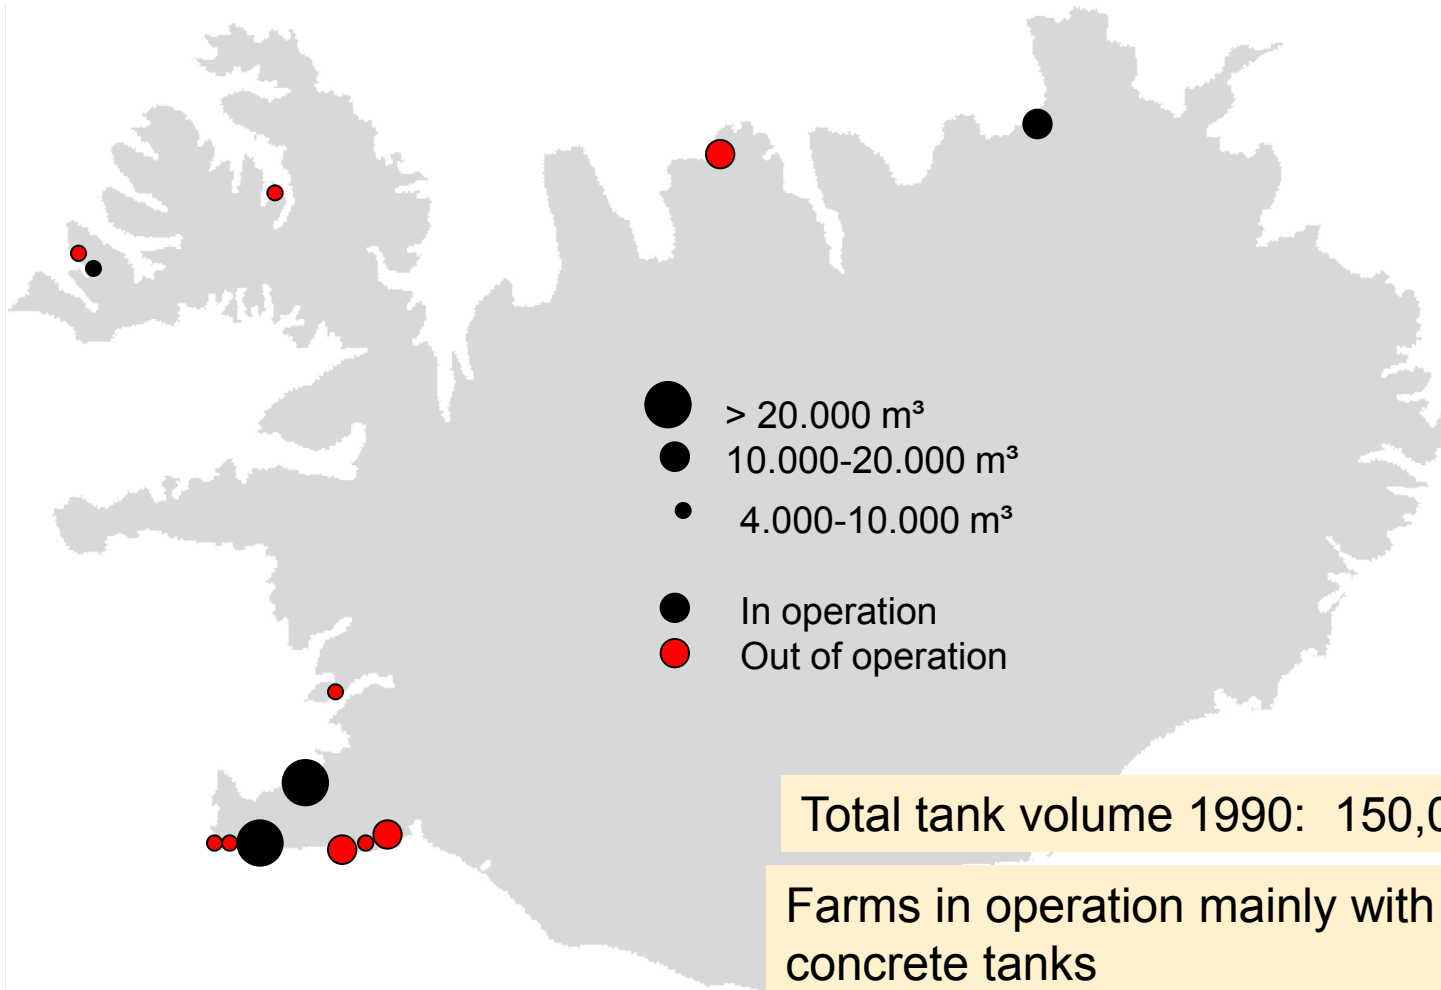 > 20.000 m³
10.000-20.000 m³
4.000-10.000 m³
In operation
Out of operation
Total tank volume 1990: 150,0
Farms in operation mainly with
concrete tanks